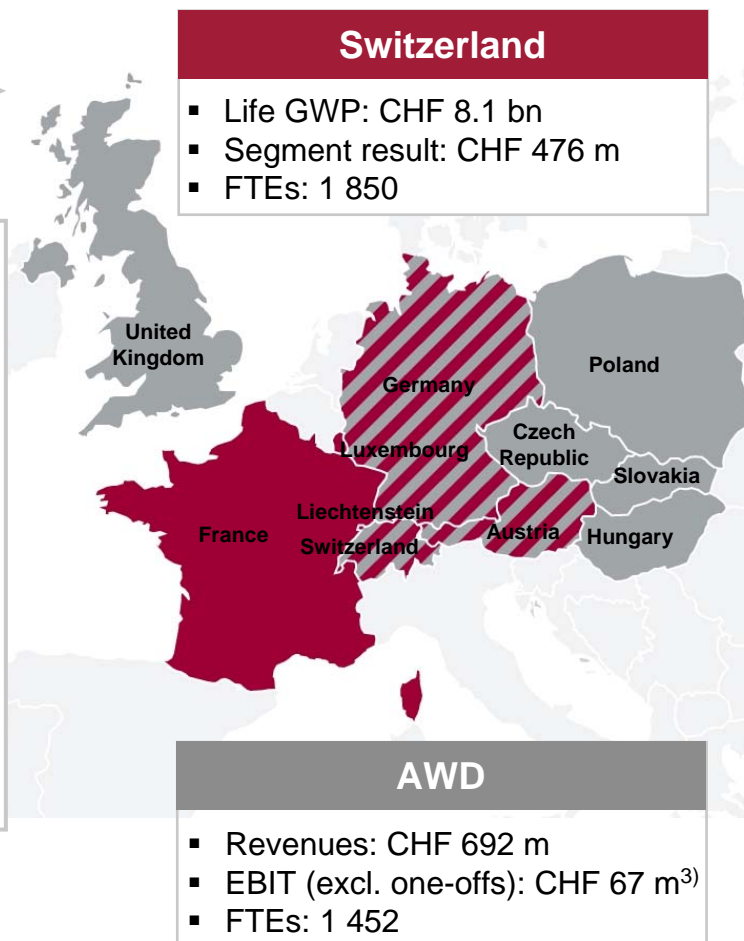 Switzerland
▪ Life GWP: CHF 8.1 bn
▪ Segment result: CHF 476 m
▪ FTEs: 1 850
United
Kingdom
Germany
Poland
Luxembourg
Czech
Republic
Slovakia
Liechtenstein
France
Switzerland
Austria
Hungary
AWD
▪ Revenues: CHF 692 m
▪ EBIT (excl. one-offs): CHF 67 m³⁾
▪ FTEs: 1 452